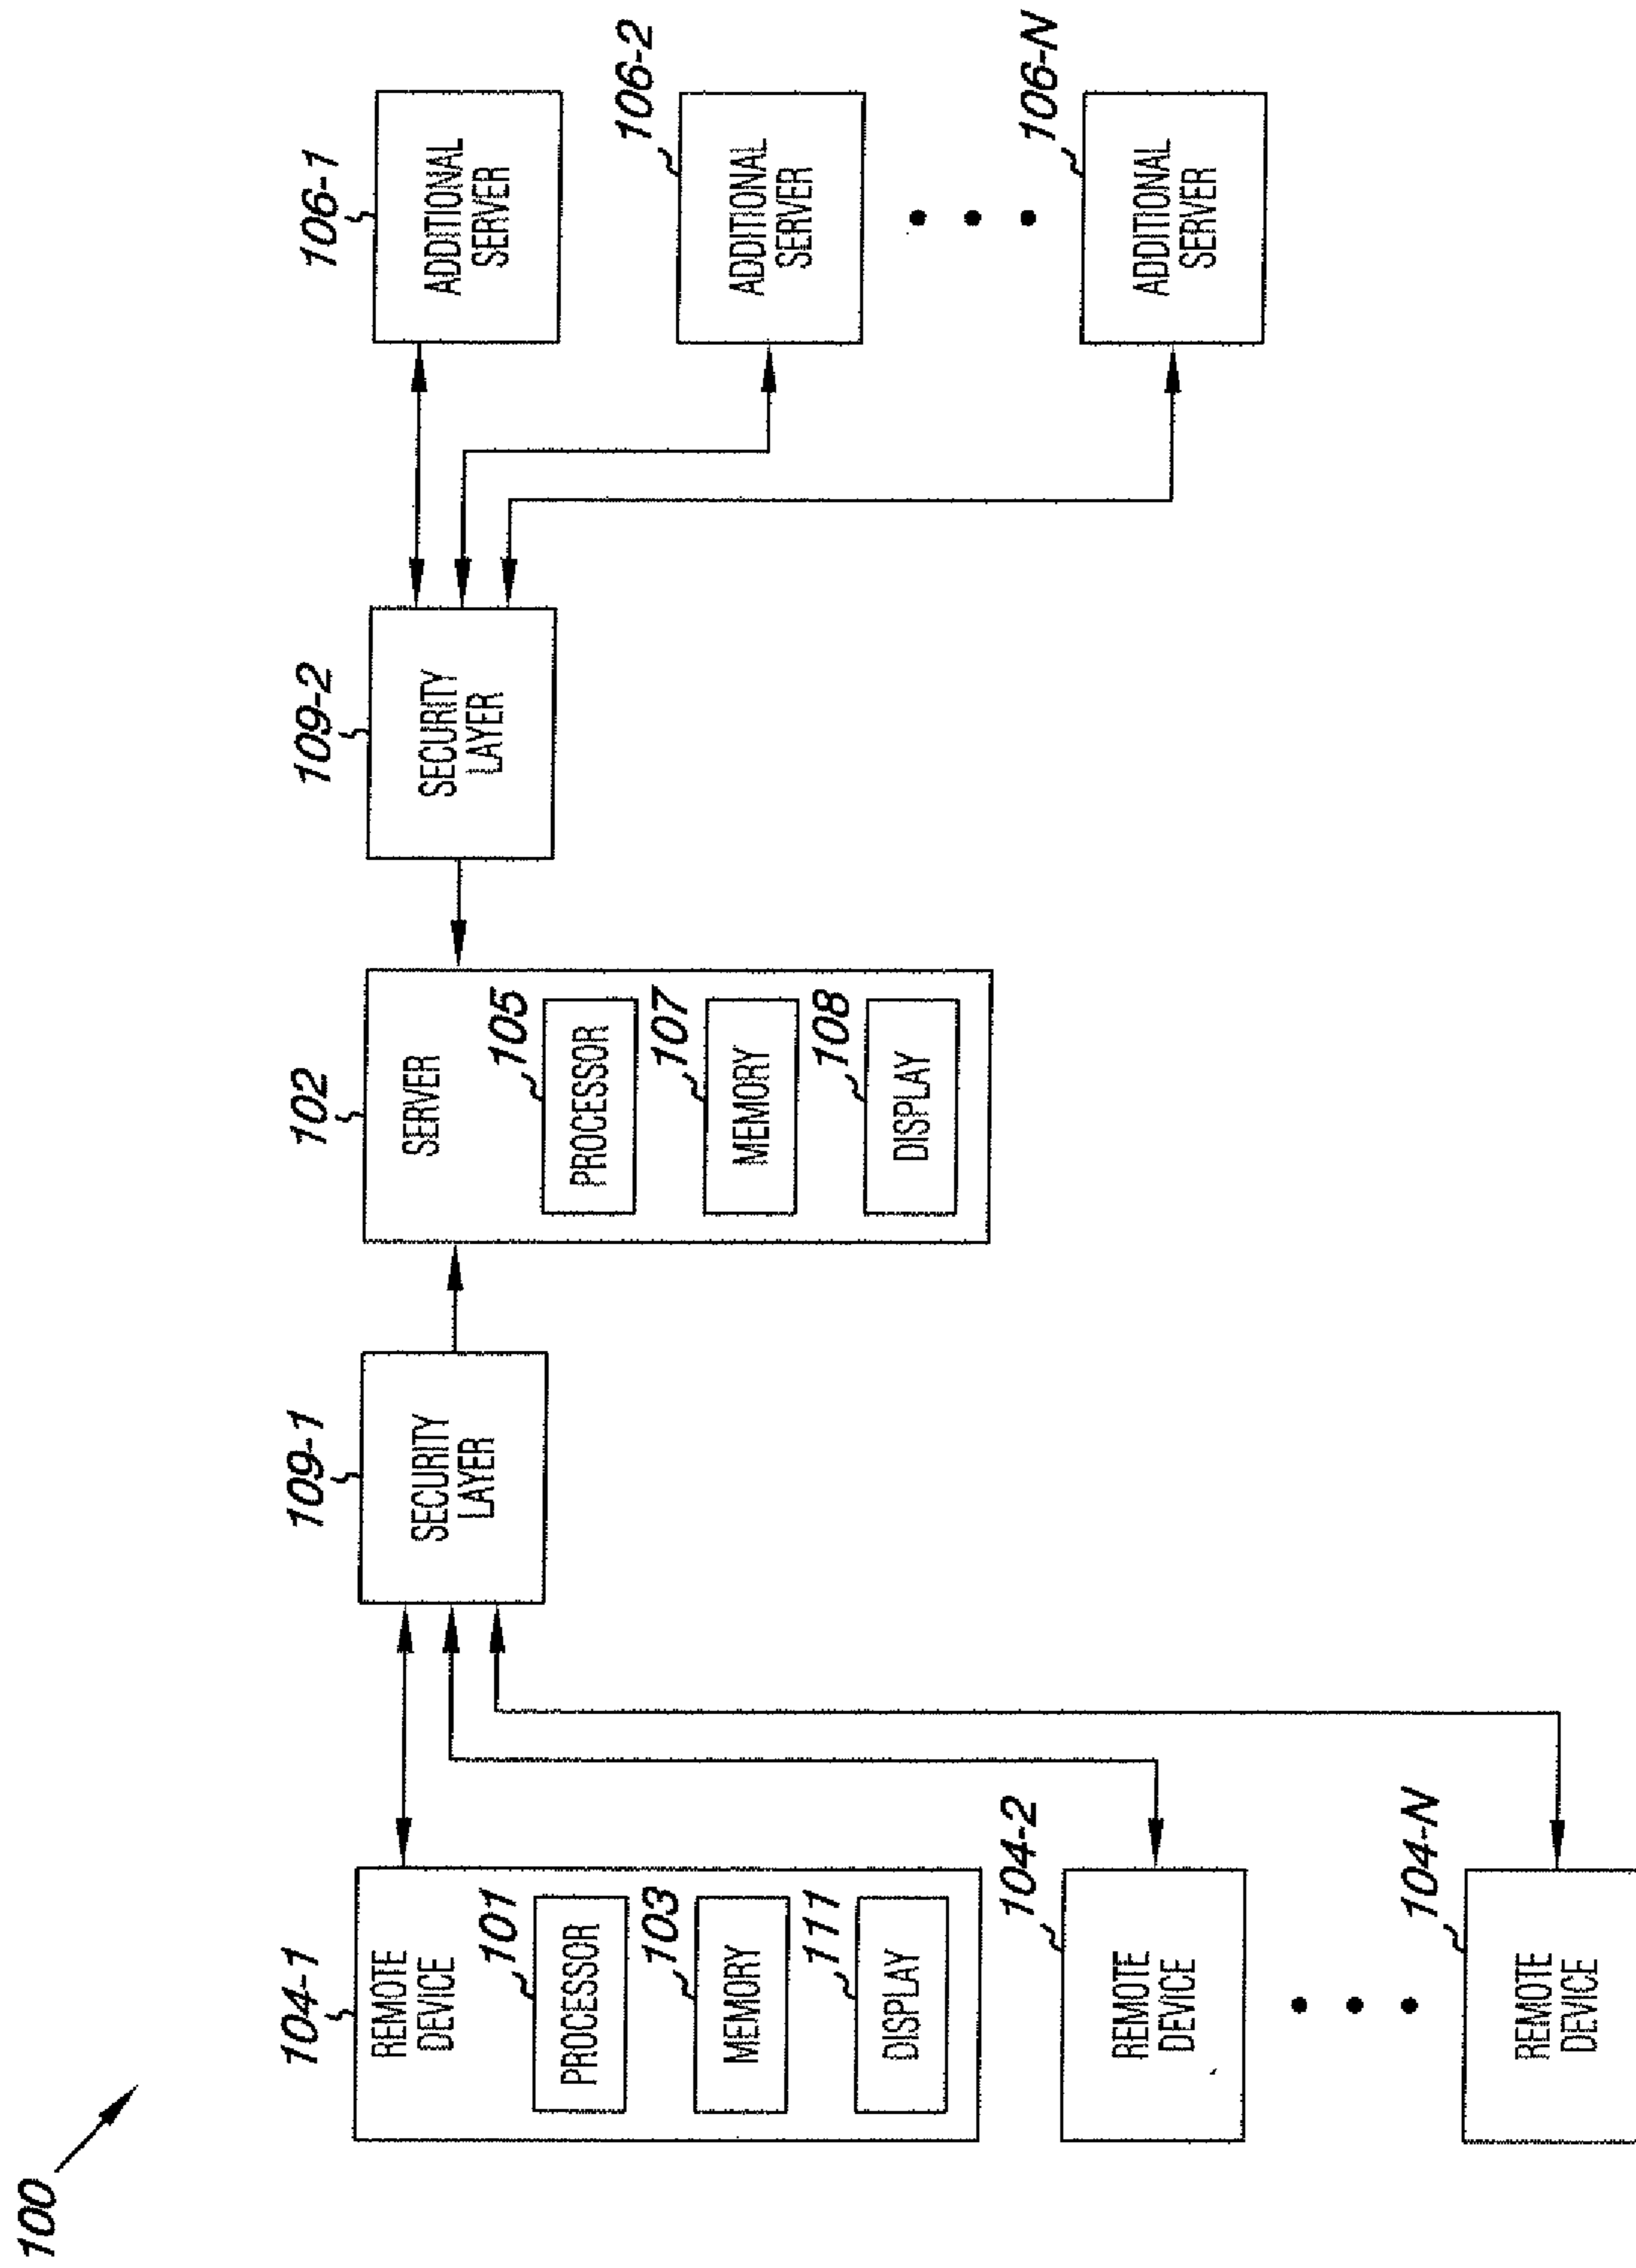 100
104-1
REMOTE
DEVICE
101
PROCESSOR
103
MEMORY
111
DISPLAY
104-2
REMOTE
DEVICE
104-N
REMOTE
DEVICE
109-1
SECURITY
LAYER
102
SERVER
105
PROCESSOR
107
MEMORY
108
DISPLAY
109-2
SECURITY
LAYER
106-1
ADDITIONAL
SERVER
106-2
ADDITIONAL
SERVER
106-N
ADDITIONAL
SERVER